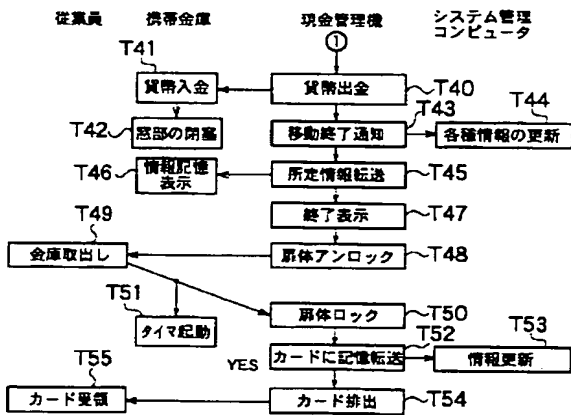 従業員
携帯金庫
現金管理機
システム管理
コンピュータ
T41
①
貨幣入金
貨幣出金
T40
T43
T44
T42
窓部の閉塞
移動終了通知
各種情報の更新
T46
情報記憶
表示
所定情報転送
T45
終了表示
T47
T49
金庫取出し
扉体アンロック
T48
T51
扉体ロック
T50
タイマ起動
T52
T53
YES
カードに記憶転送
情報更新
T55
カード受領
カード排出
T54